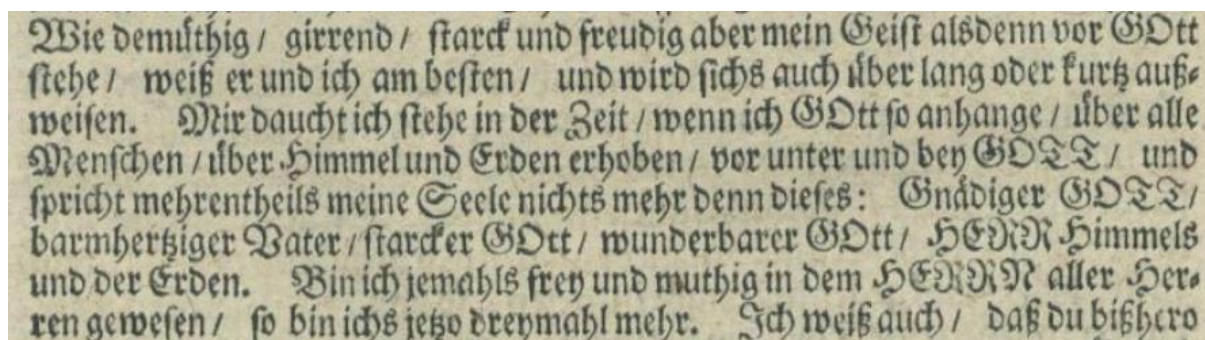 Wie demüthig / girrend / starck und freudig aber mein Geist alsdenn vor GOtt
stehe / weiß er und ich am besten / und wird sichs auch über lang oder kurtz auß-
weisen. Mir daucht ich stehe in der Zeit / wenn ich GOtt so anhange / über alle
Menschen / über Himmel und Erden erhoben / vor unter und bey GOTT / und
spricht mehrentheils meine Seele nichts mehr denn dieses: Gnädiger GOTT /
barmhertziger Vater / starcker GOtt / wunderbarer GOtt / HERR Himmels
und der Erden. Bin ich jemahls frey und muthig in dem HERRN aller Her-
ren gewesen / so bin ichs jetzo dreymahl mehr. Ich weiß auch / daß du bißhero